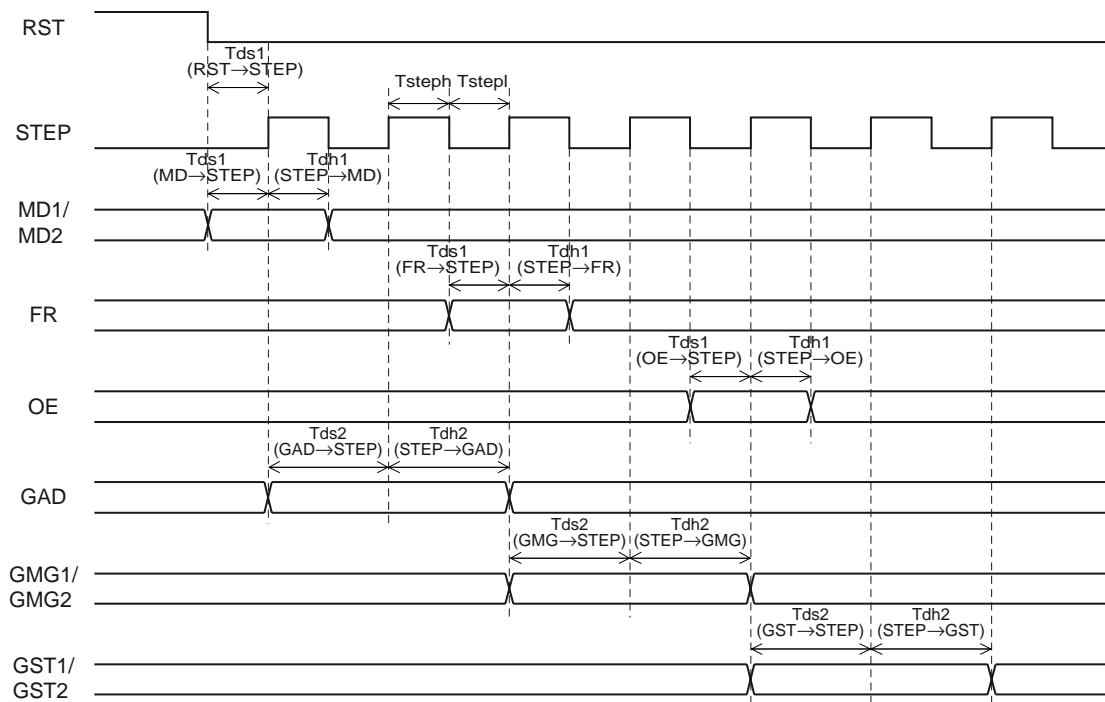 RST
Tds1
(RST→STEP)
Tsteph
Tstepl
STEP
Tds1
(MD→STEP)
Tdh1
(STEP→MD)
MD1/
MD2
Tds1
(FR→STEP)
Tdh1
(STEP→FR)
FR
Tds1
(OE→STEP)
Tdh1
(STEP→OE)
OE
Tds2
(GAD→STEP)
Tdh2
(STEP→GAD)
GAD
Tds2
(GMG→STEP)
Tdh2
(STEP→GMG)
GMG1/
GMG2
Tds2
(GST→STEP)
Tdh2
(STEP→GST)
GST1/
GST2